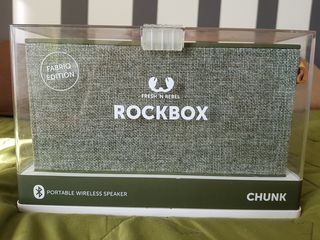 FABRIQ
EDITION
FRESH 'N REBEL
ROCKBOX
PORTABLE WIRELESS SPEAKER
CHUNK